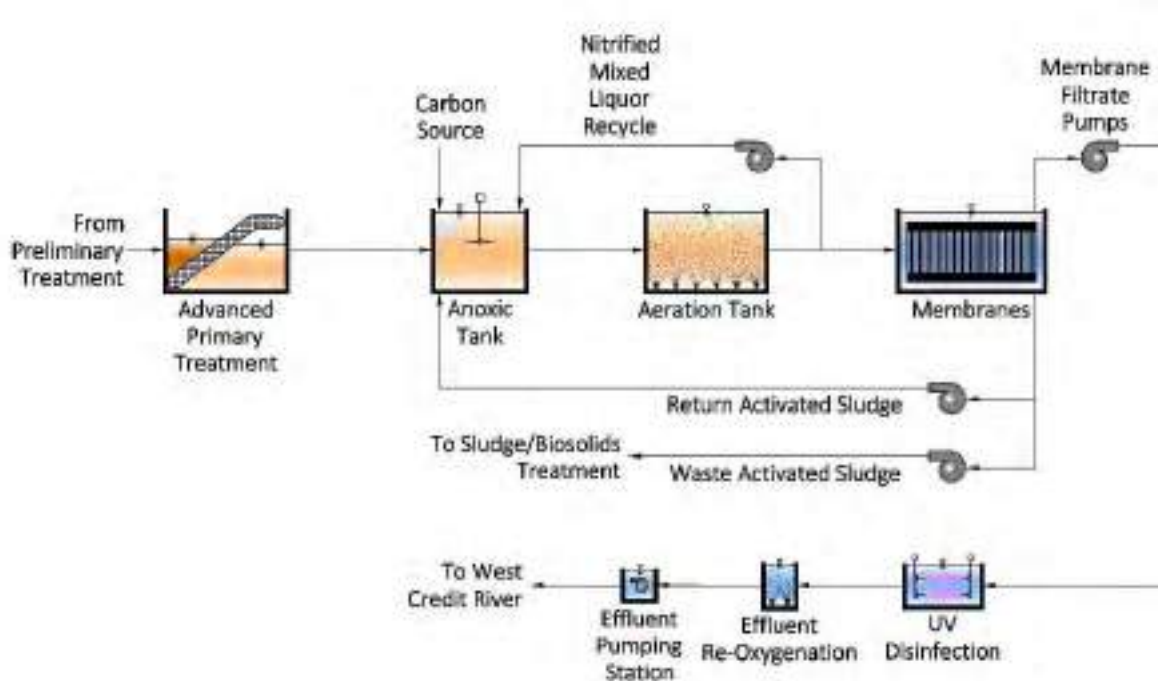 Nitrified
Mixed
Liquor
Recycle
Membrane
Filtrate
Pumps
Carbon
Source
From
Preliminary
Treatment
Advanced
Primary
Treatment
Anoxic
Tank
Aeration Tank
Membranes
Return Activated Sludge
To Sludge/Biosolids
Treatment
Waste Activated Sludge
To West
Credit River
Effluent
Pumping
Station
Effluent
Re-Oxygenation
UV
Disinfection